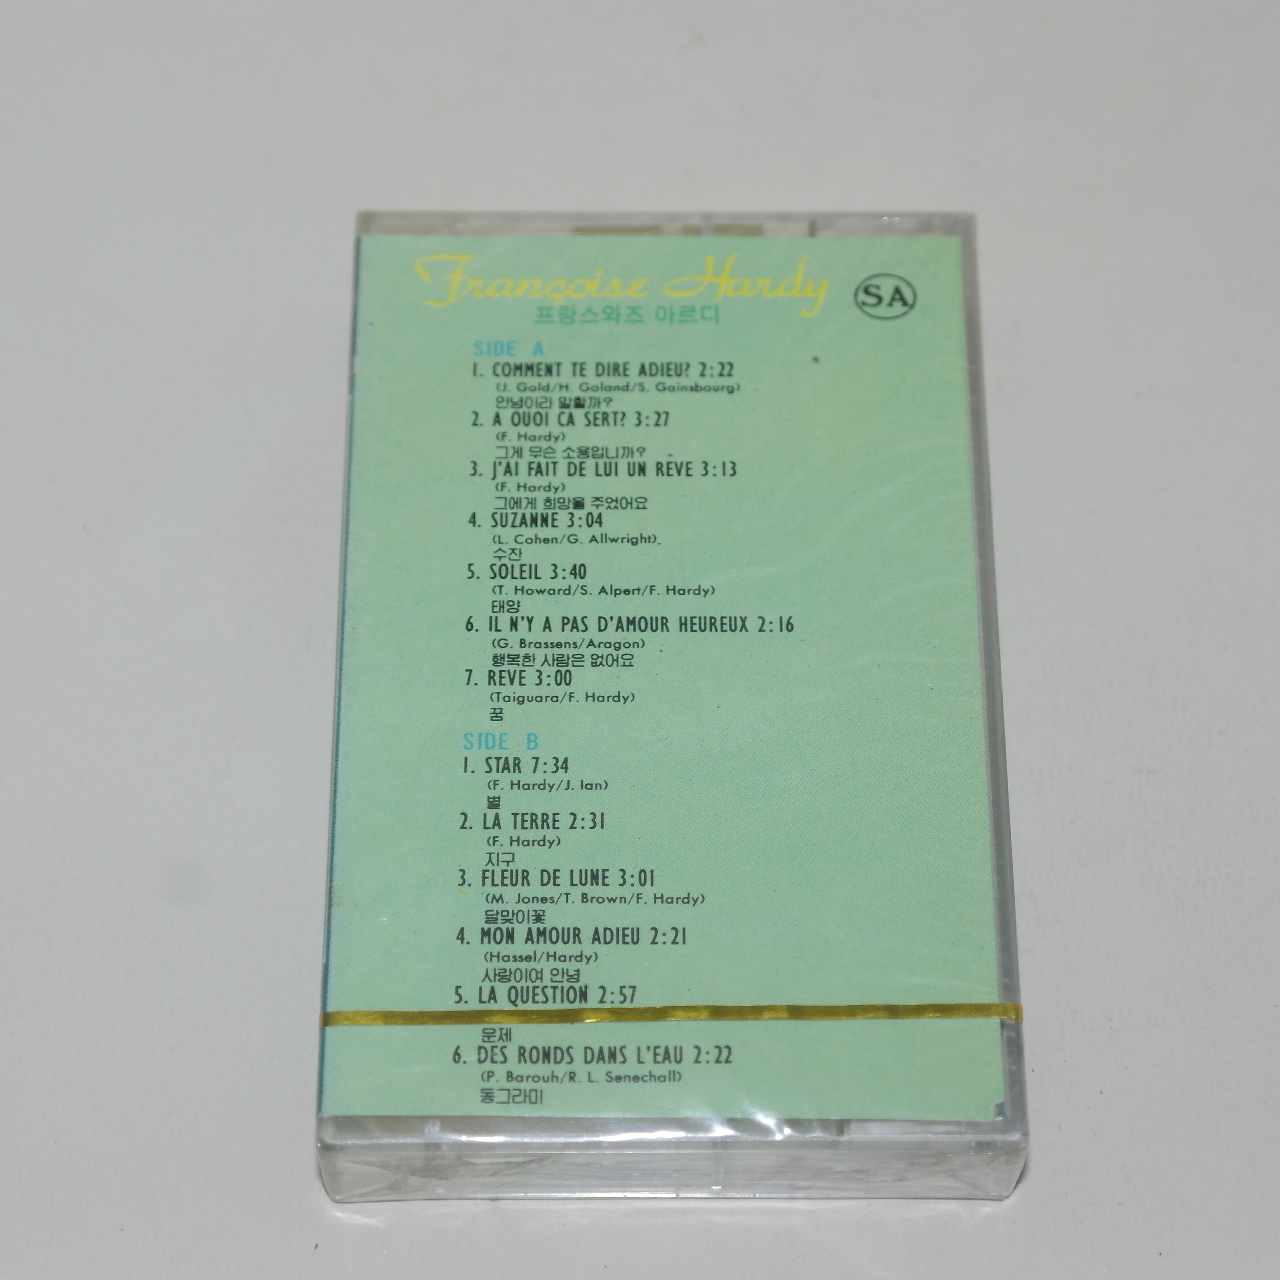 Françoise Hardy
SA
프랑스와즈 아르디
SIDE A
1. COMMENT TE DIRE ADIEU? 2:22
(J. Gold/H. Goland/S. Gainsbourg)
안녕이라 말할까?
2. A OUOI CA SERT? 3:27
(F. Hardy)
그게 무슨 소용입니까?
3. J'AI FAIT DE LUI UN REVE 3:13
(F. Hardy)
그에게 희망을 주었어요
4. SUZANNE 3:04
(L. Cohen/G. Allwright)
수잔
5. SOLEIL 3:40
(T. Howard/S. Alpert/F. Hardy)
태양
6. IL N'Y A PAS D'AMOUR HEUREUX 2:16
(G. Brassens/Aragon)
행복한 사람은 없어요
7. REVE 3:00
(Taiguara/F. Hardy)
꿈
SIDE B
1. STAR 7:34
(F. Hardy/J. Ian)
별
2. LA TERRE 2:31
(F. Hardy)
지구
3. FLEUR DE LUNE 3:01
(M. Jones/T. Brown/F. Hardy)
달맞이꽃
4. MON AMOUR ADIEU 2:21
(Hassel/Hardy)
사랑이여 안녕
5. LA QUESTION 2:57
문제
6. DES RONDS DANS L'EAU 2:22
(P. Barouh/R. L. Senechall)
동그라미